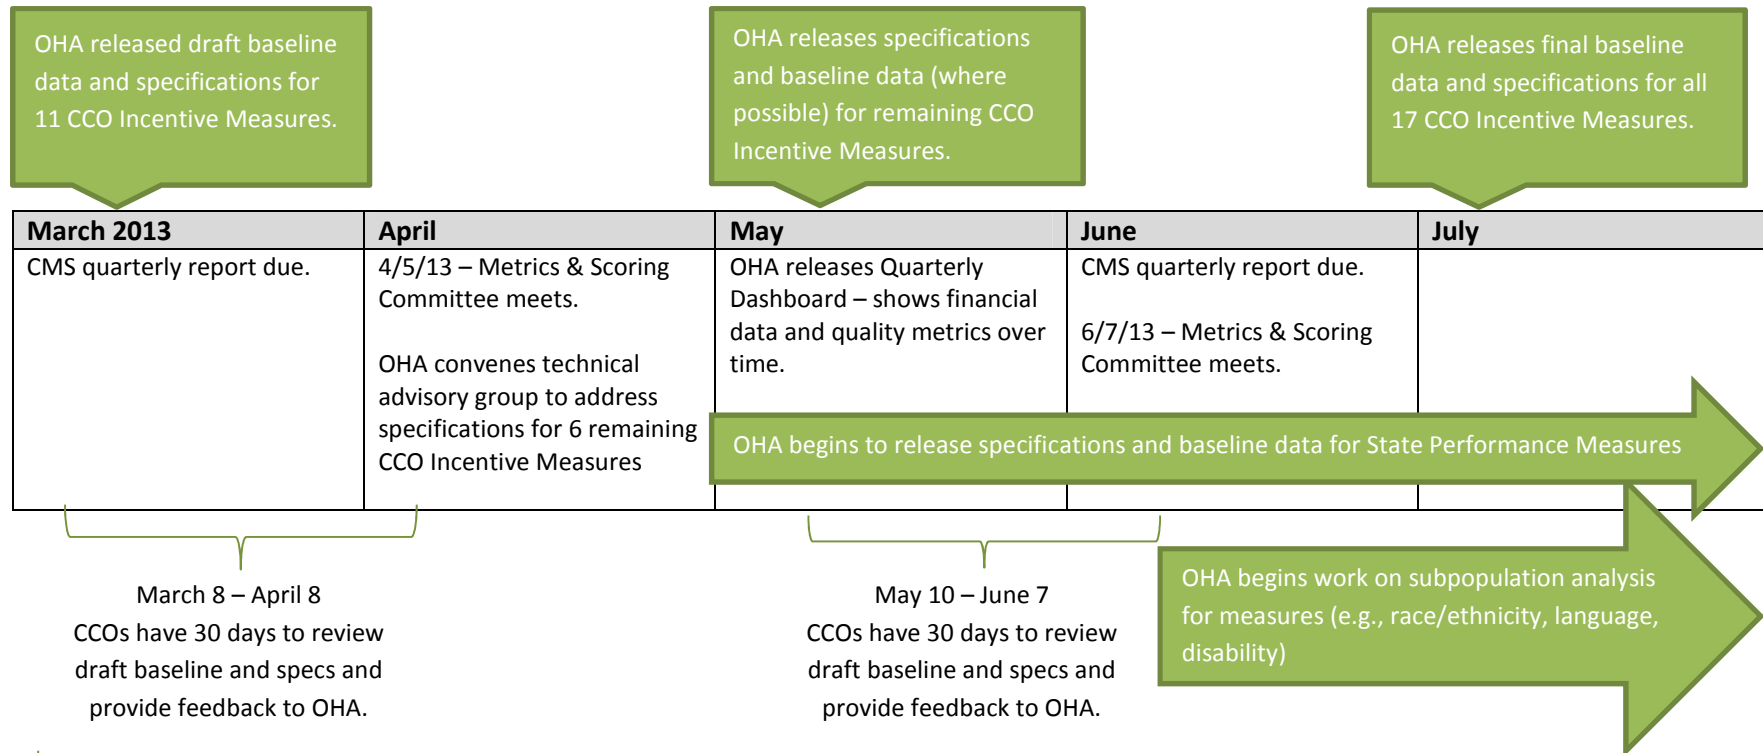 OHA released draft baseline
data and specifications for
11 CCO Incentive Measures.
OHA releases specifications
and baseline data (where
possible) for remaining CCO
Incentive Measures.
OHA releases final baseline
data and specifications for all
17 CCO Incentive Measures.
March 2013
April
May
June
July
CMS quarterly report due.
4/5/13 – Metrics & Scoring
Committee meets.
OHA convenes technical
advisory group to address
specifications for 6 remaining
CCO Incentive Measures
OHA releases Quarterly
Dashboard – shows financial
data and quality metrics over
time.
CMS quarterly report due.
6/7/13 – Metrics & Scoring
Committee meets.
OHA begins to release specifications and baseline data for State Performance Measures
March 8 – April 8
CCOs have 30 days to review
draft baseline and specs and
provide feedback to OHA.
May 10 – June 7
CCOs have 30 days to review
draft baseline and specs and
provide feedback to OHA.
OHA begins work on subpopulation analysis
for measures (e.g., race/ethnicity, language,
disability)